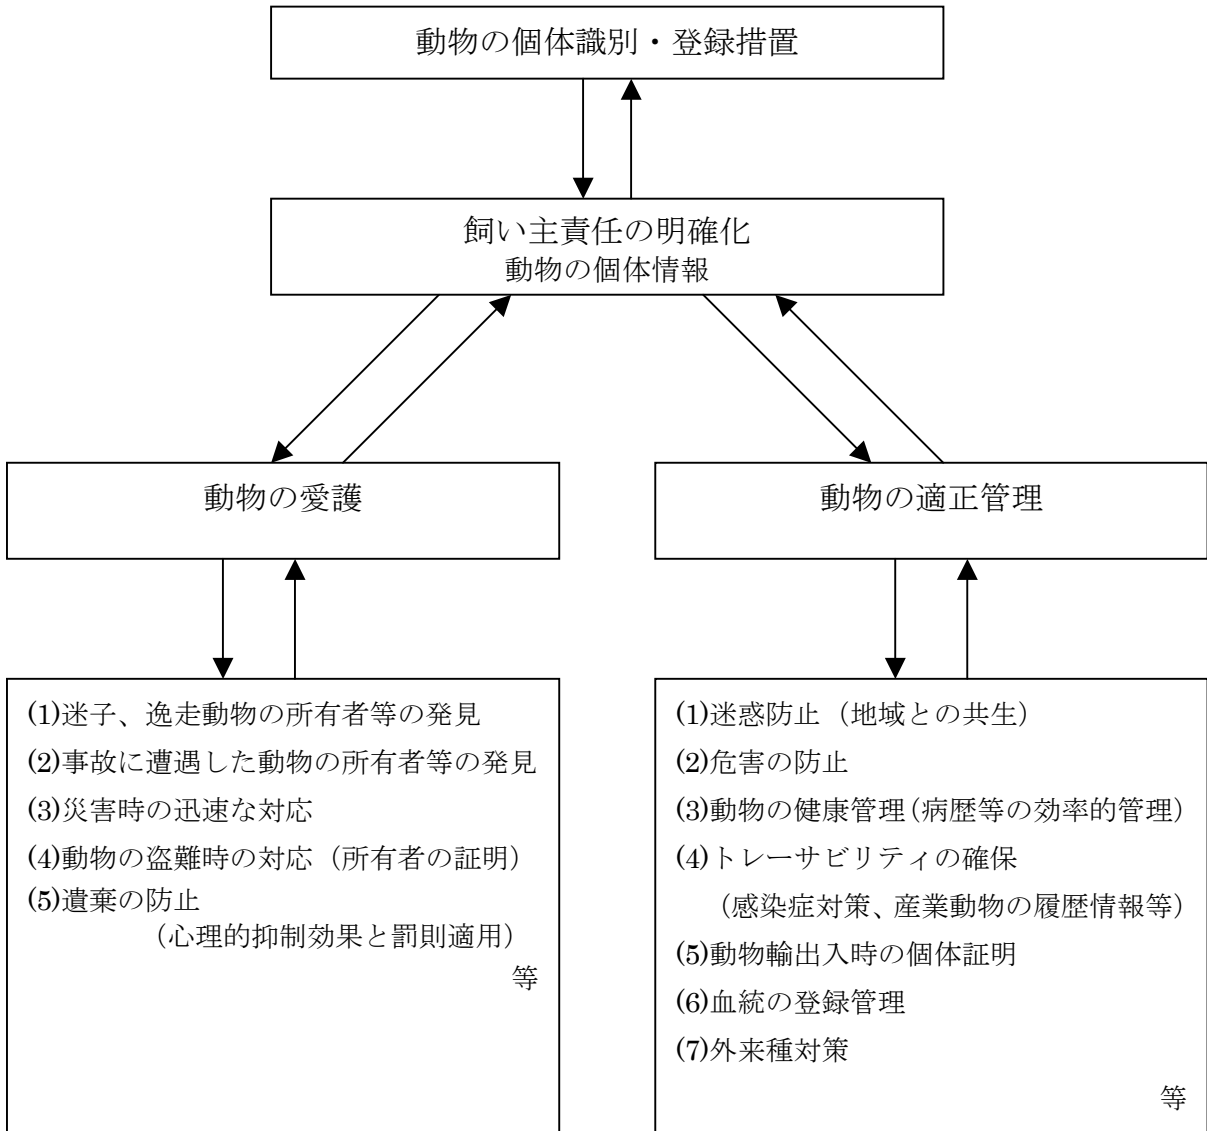 動物の個体識別・登録措置
飼い主責任の明確化
動物の個体情報
動物の愛護
動物の適正管理
(1)迷子、逸走動物の所有者等の発見
(2)事故に遭遇した動物の所有者等の発見
(3)災害時の迅速な対応
(4)動物の盗難時の対応（所有者の証明）
(5)遺棄の防止
（心理的抑制効果と罰則適用）
等
(1)迷惑防止（地域との共生）
(2)危害の防止
(3)動物の健康管理（病歴等の効率的管理）
(4)トレーサビリティの確保
（感染症対策、産業動物の履歴情報等）
(5)動物輸出入時の個体証明
(6)血統の登録管理
(7)外来種対策
等